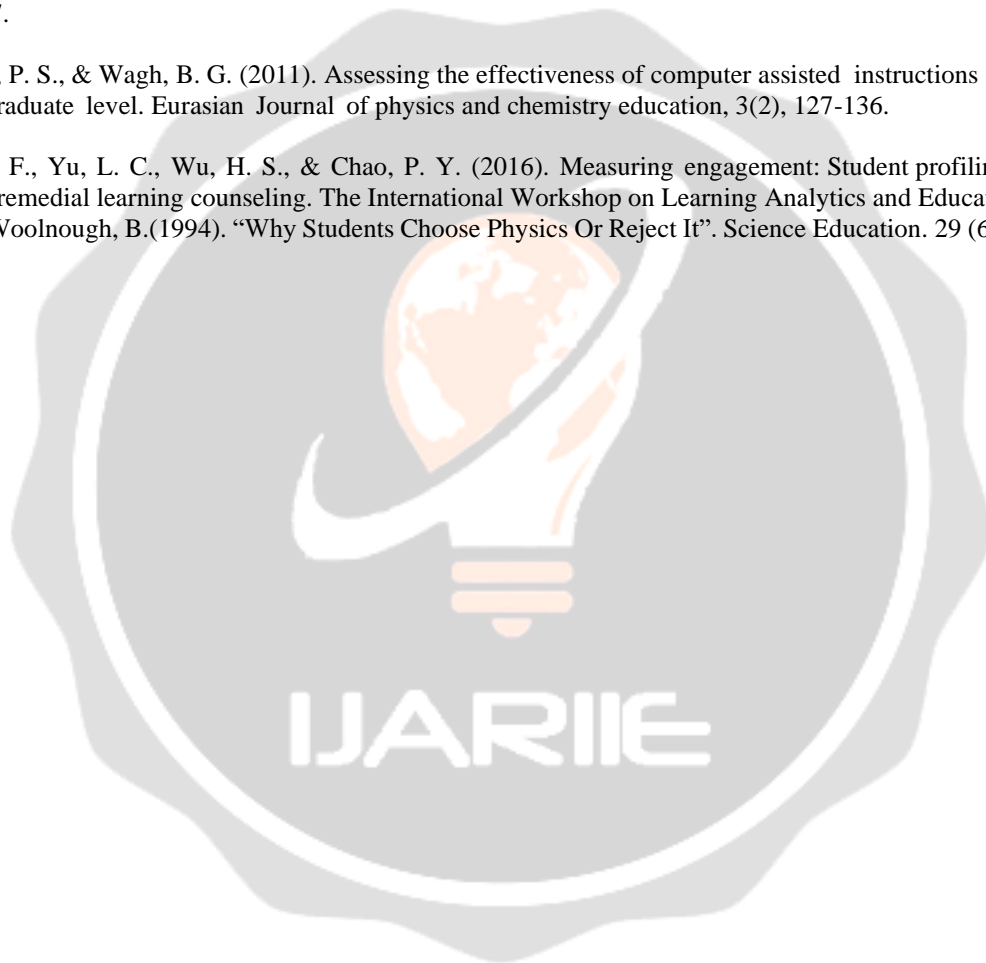 7.
, P. S., & Wagh, B. G. (2011). Assessing the effectiveness of computer assisted instructions
raduate level. Eurasian Journal of physics and chemistry education, 3(2), 127-136.
F., Yu, L. C., Wu, H. S., & Chao, P. Y. (2016). Measuring engagement: Student profilin
remedial learning counseling. The International Workshop on Learning Analytics and Educat
Woolnough, B.(1994). “Why Students Choose Physics Or Reject It”. Science Education. 29 (6
IJARIIE